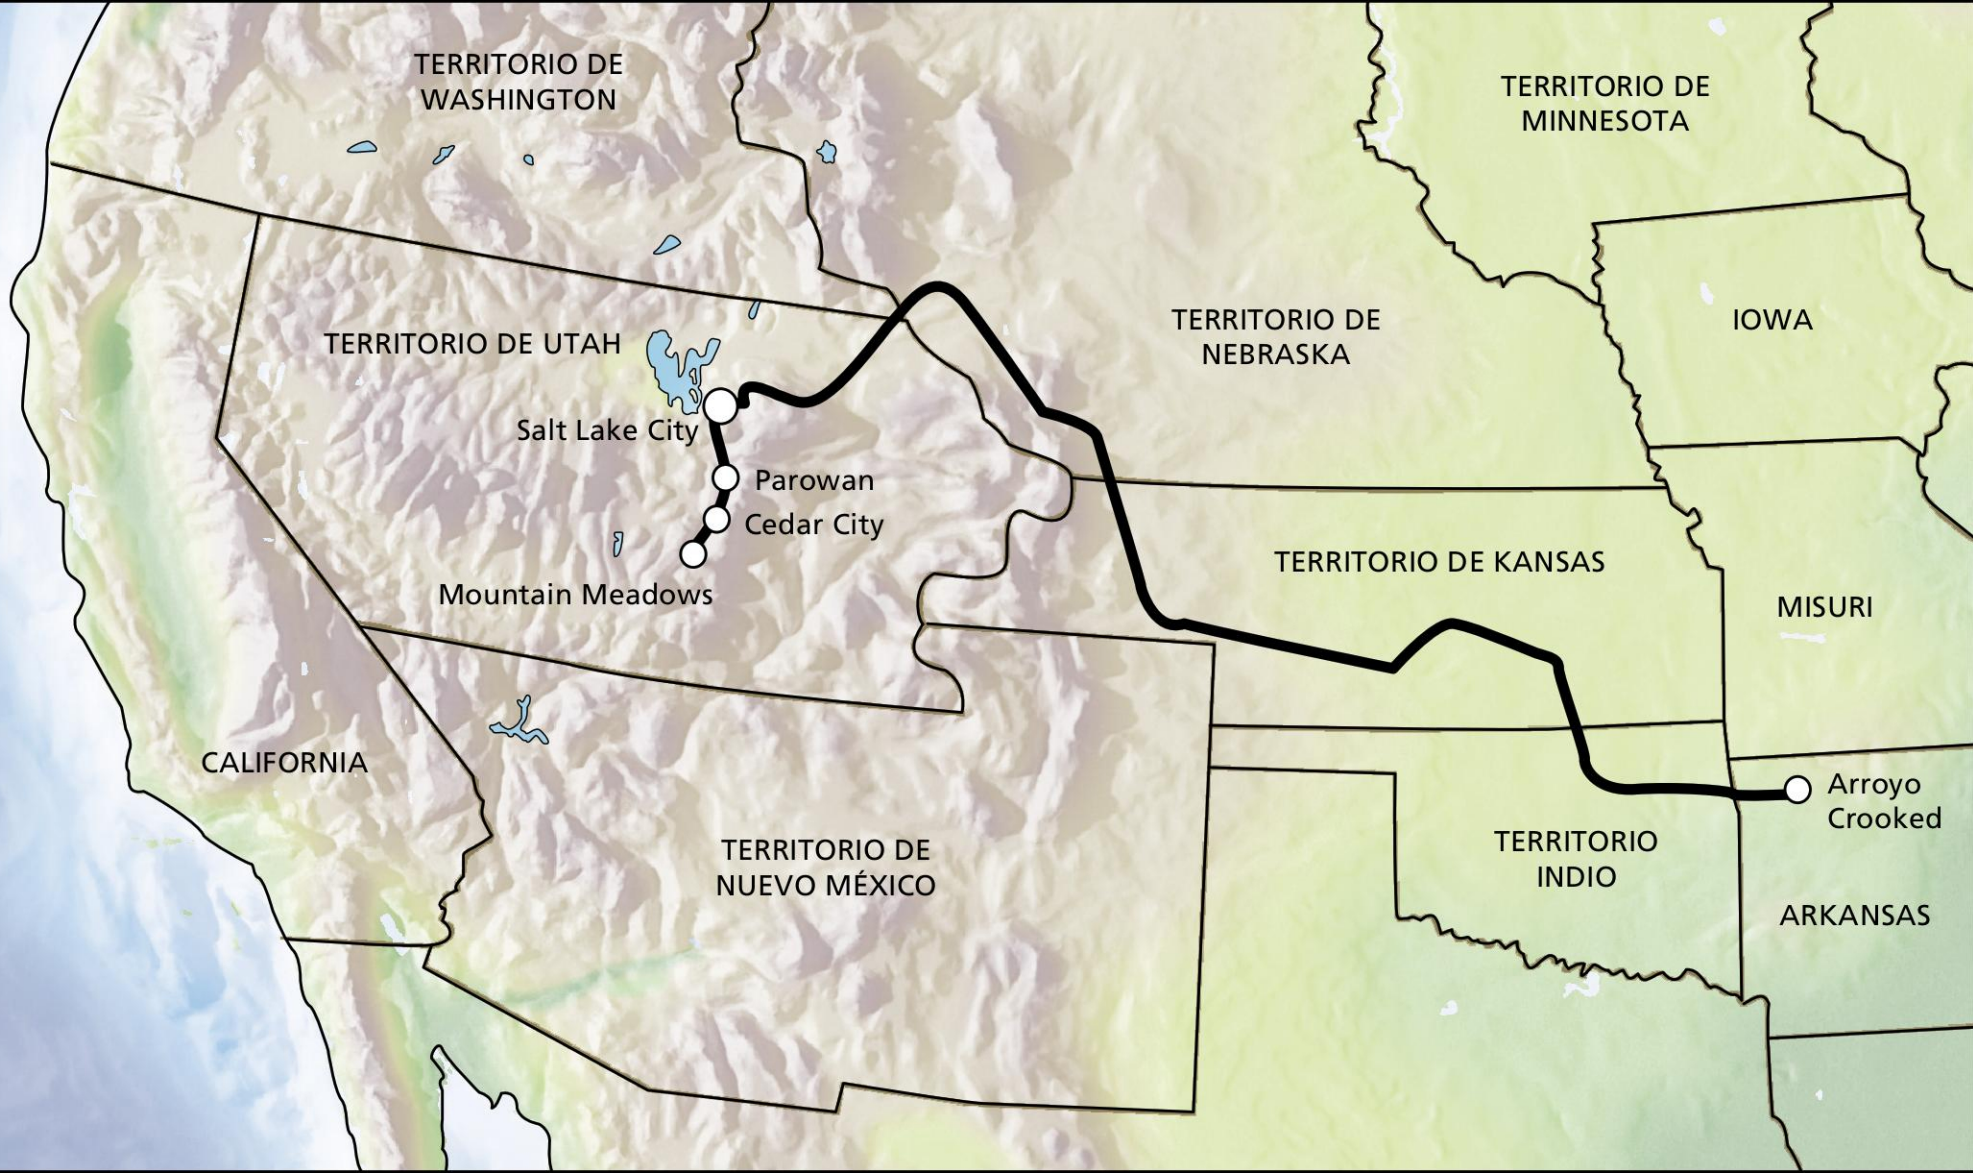 TERRITORIO DE
WASHINGTON
TERRITORIO DE
MINNESOTA
TERRITORIO DE UTAH
TERRITORIO DE
NEBRASKA
IOWA
Salt Lake City
Parowan
Cedar City
Mountain Meadows
TERRITORIO DE KANSAS
MISURI
CALIFORNIA
Arroyo
Crooked
TERRITORIO DE
NUEVO MÉXICO
TERRITORIO
INDIO
ARKANSAS